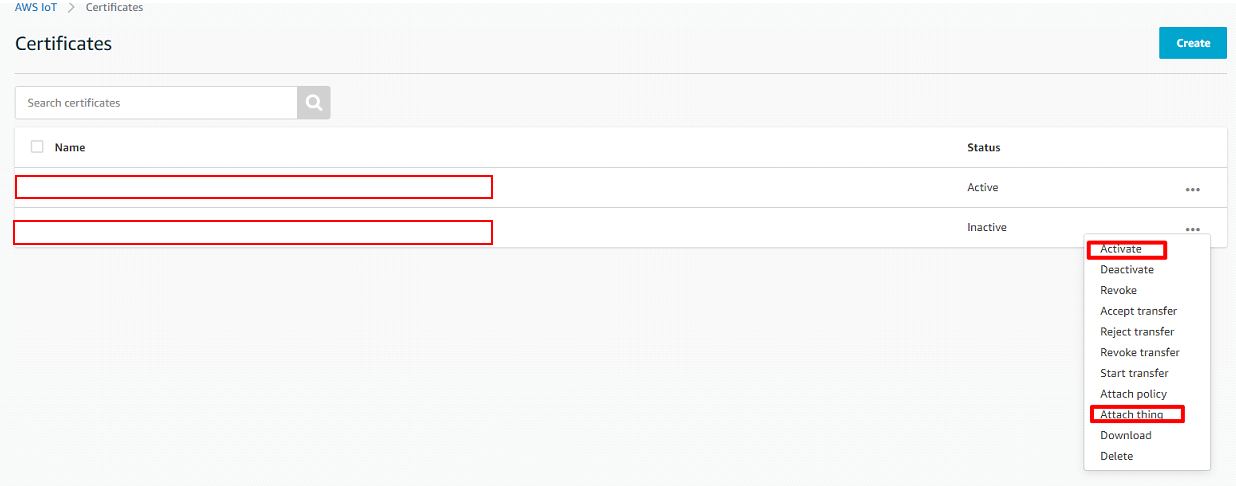 AWS IoT > Certificates
Certificates
Create
Search certificates
Name Status
Active •••
Inactive •••
Activate
Deactivate
Revoke
Accept transfer
Reject transfer
Revoke transfer
Start transfer
Attach policy
Attach thing
Download
Delete